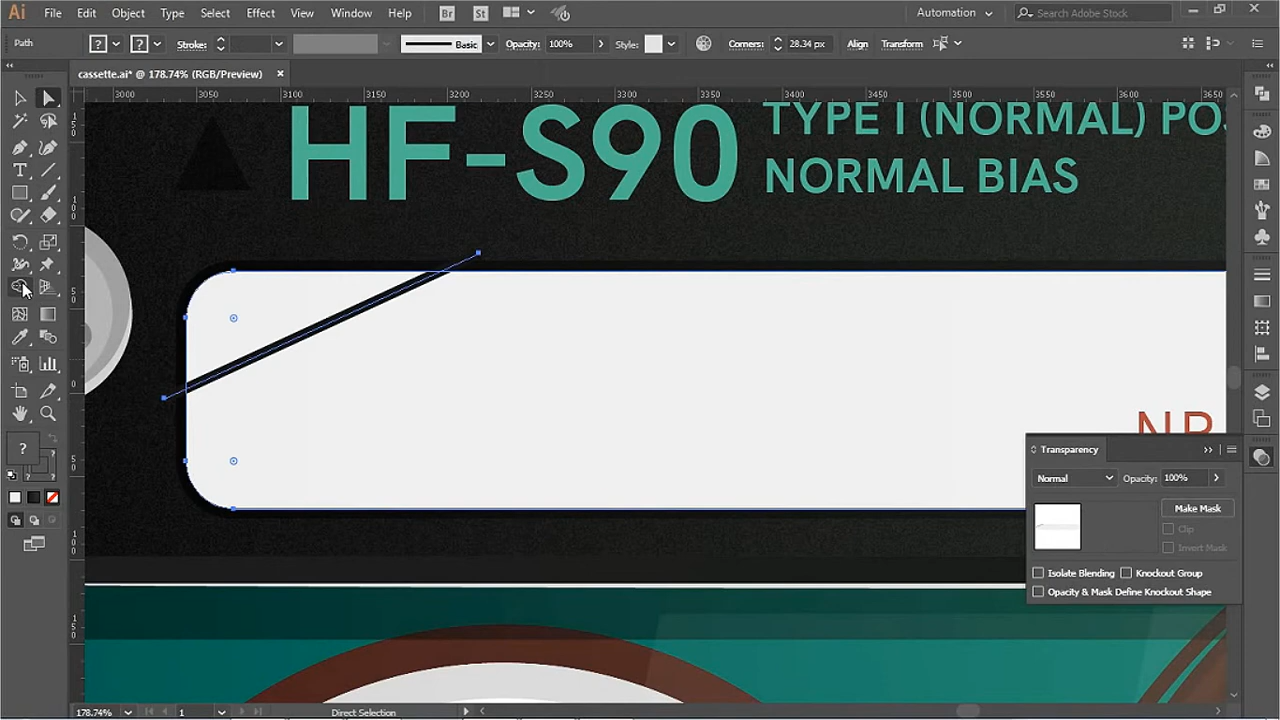 Ai File Edit Object Type Select Effect View Window Help Br St Automation Search Adobe Stock
Path ? ? Stroke: Basic Opacity: 100% Style: Corners: 28.34 px Align Transform
cassette.ai* @ 178.74% (RGB/Preview)
3000 3050 3100 3150 3200 3250 3300 3350 3400 3450 3500 3550 3600 3650
HF-S90
TYPE I (NORMAL) POS
NORMAL BIAS
NR
Transparency
Normal Opacity: 100%
Make Mask
Clip
Invert Mask
Isolate Blending Knockout Group
Opacity & Mask Define Knockout Shape
178.74% 1 Direct Selection